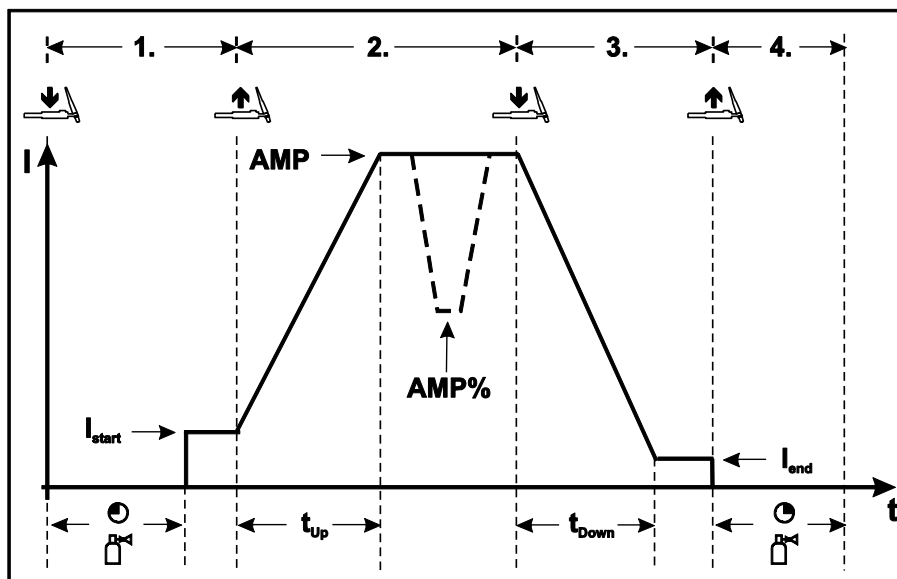 1. 2. 3. 4.
I
AMP
AMP%
Istart
Iend
t
tUp
tDown